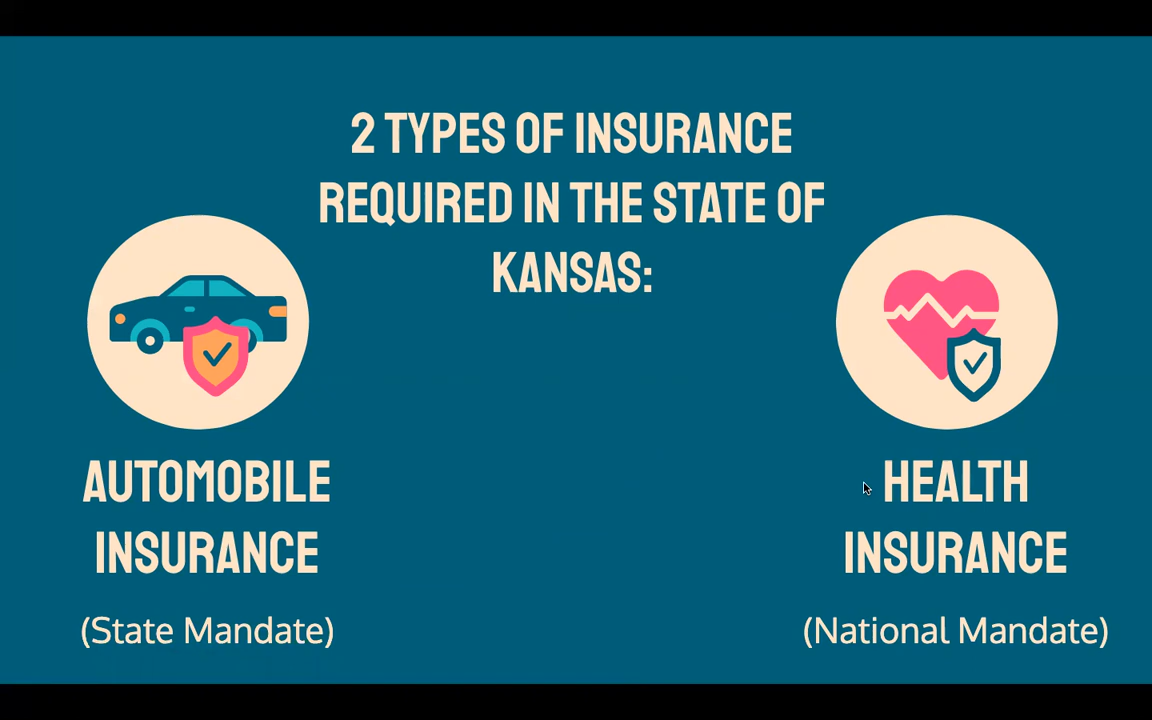 2 TYPES OF INSURANCE
REQUIRED IN THE STATE OF
KANSAS:
AUTOMOBILE
INSURANCE
(State Mandate)
HEALTH
INSURANCE
(National Mandate)